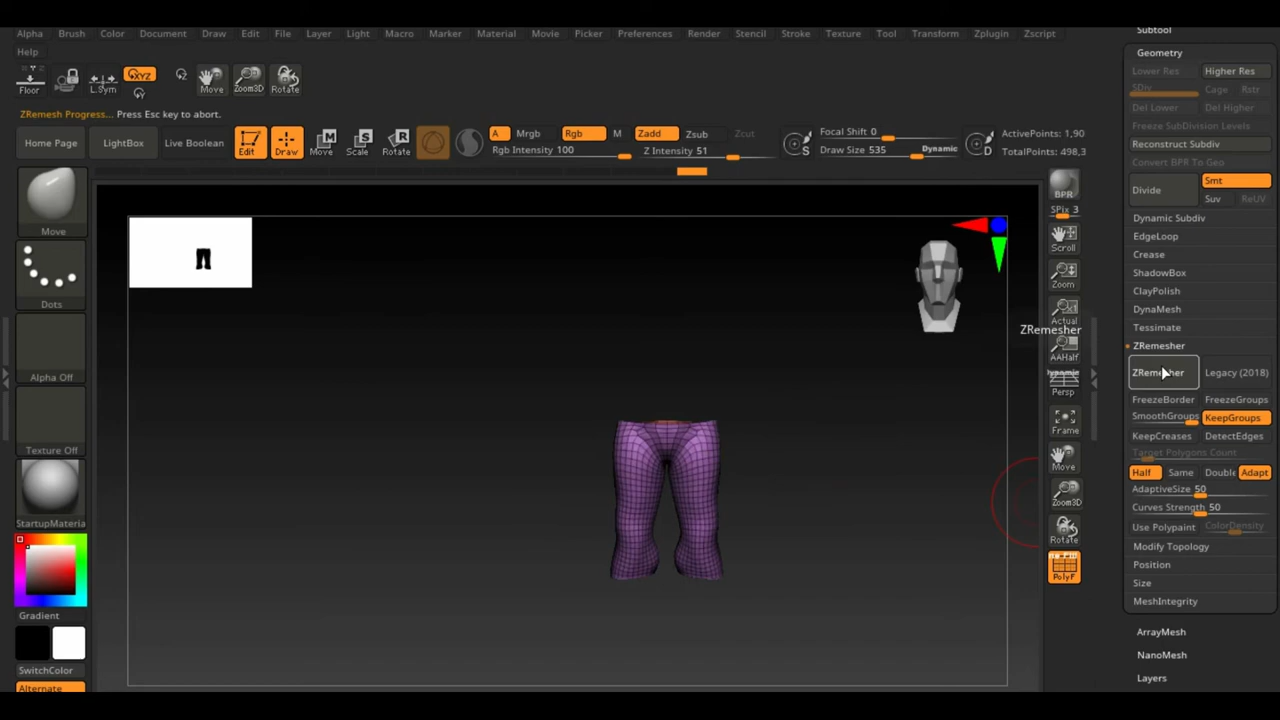 Alpha Brush Color Document Draw Edit File Layer Light Macro Marker Material Movie Picker Preferences Render Stencil Stroke Texture Tool Transform Zplugin Zscript
Help
Floor L.Sym XYZ Move Zoom3D Rotate
ZRemesh Progress... Press Esc key to abort.
Home Page LightBox Live Boolean Edit Draw Move Scale Rotate
A Mrgb Rgb M Zadd Zsub Zcut
Rgb Intensity 100 Z Intensity 51
Focal Shift 0
Draw Size 535 Dynamic
S D
ActivePoints: 1,90
TotalPoints: 498,3
Move
Dots
Alpha Off
Texture Off
StartupMateria
Gradient
SwitchColor
Alternate
BPR
SPix 3
Scroll
Zoom
Actual
AAHalf
Dynamic
Persp
Frame
Move
Zoom3D
Rotate
PolyF
ZRemesher
Subtool
Geometry
Lower Res Higher Res
SDiv Cage Rstr
Del Lower Del Higher
Freeze SubDivision Levels
Reconstruct Subdiv
Convert BPR To Geo
Divide Smt
Suv ReUV
Dynamic Subdiv
EdgeLoop
Crease
ShadowBox
ClayPolish
DynaMesh
Tessimate
ZRemesher
ZRemesher Legacy (2018)
FreezeBorder FreezeGroups
SmoothGroups KeepGroups
KeepCreases DetectEdges
Target Polygons Count
Half Same Double Adapt
AdaptiveSize 50
Curves Strength 50
Use Polypaint ColorDensity
Modify Topology
Position
Size
MeshIntegrity
ArrayMesh
NanoMesh
Layers